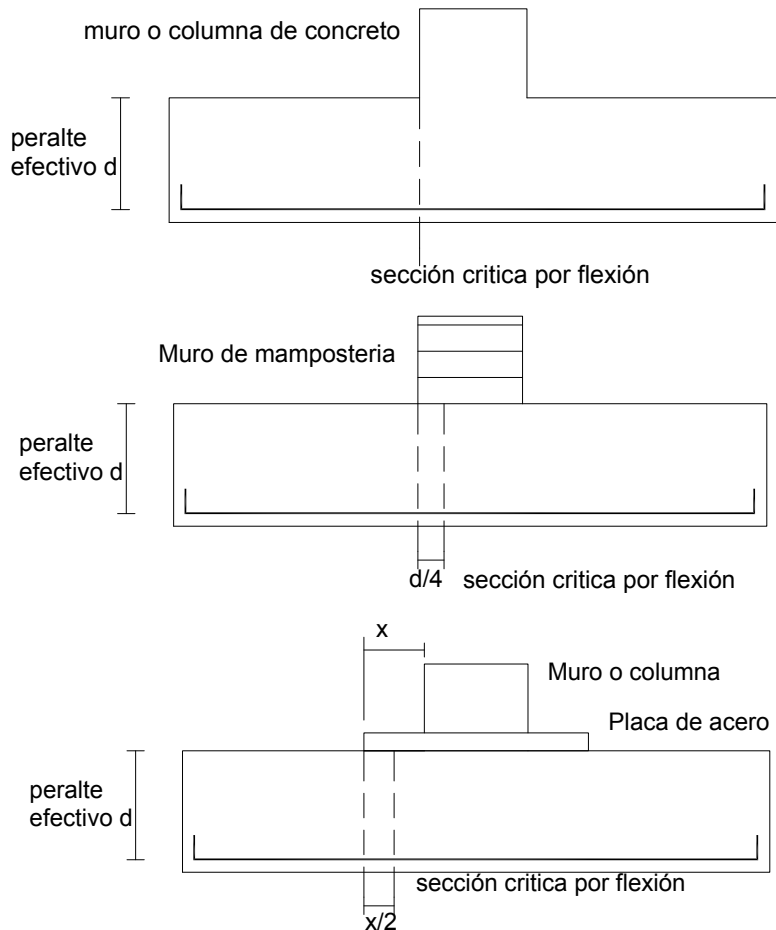 muro o columna de concreto
peralte
efectivo d
sección critica por flexión
Muro de mamposteria
peralte
efectivo d
d/4
sección critica por flexión
x
Muro o columna
Placa de acero
peralte
efectivo d
sección critica por flexión
x/2